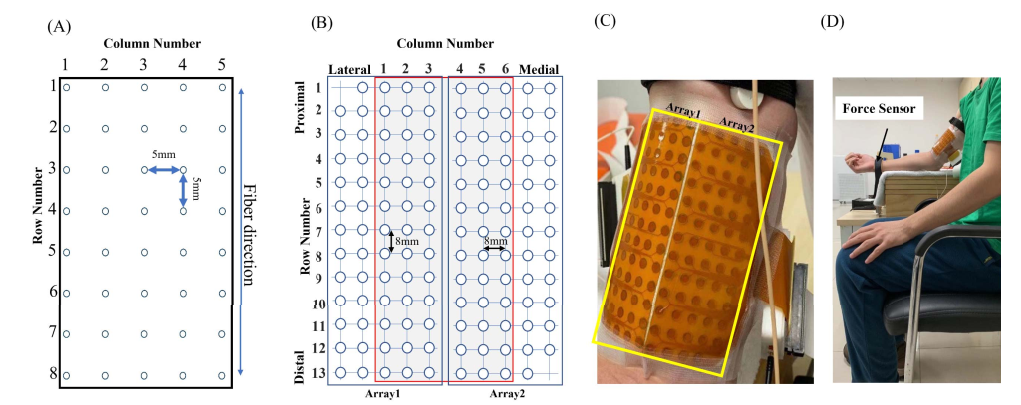 (A)
Column Number
1 2 3 4 5
Row Number
1
2
3
4
5
6
7
8
5mm
5mm
Fiber direction
(B)
Column Number
Lateral 1 2 3 4 5 6 Medial
Proximal
Row Number
Distal
1
2
3
4
5
6
7
8
9
10
11
12
13
8mm
8mm
Array1 Array2
(C)
Array1 Array2
(D)
Force Sensor